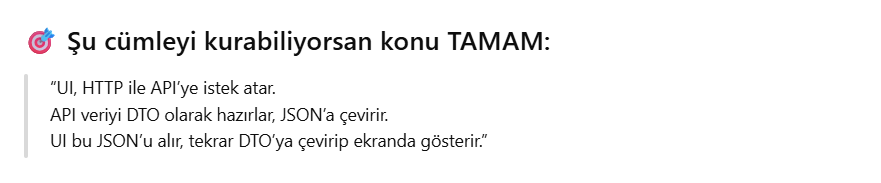 🎯 Şu cümleyi kurabiliyorsan konu TAMAM:
“UI, HTTP ile API’ye istek atar.
API veriyi DTO olarak hazırlar, JSON’a çevirir.
UI bu JSON’u alır, tekrar DTO’ya çevirip ekranda gösterir.”